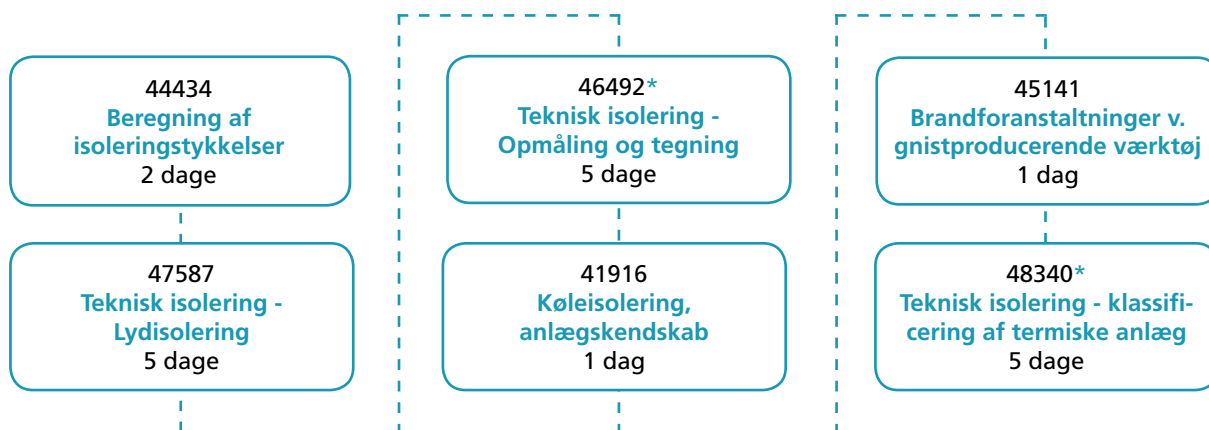 44434
Beregning af
isoleringstykkelser
2 dage
47587
Teknisk isolering -
Lydisolering
5 dage
46492*
Teknisk isolering -
Opmåling og tegning
5 dage
41916
Køleisolering,
anlægskendskab
1 dag
45141
Brandforanstaltninger v.
gnistproducerende værktøj
1 dag
48340*
Teknisk isolering - klassifi-
cering af termiske anlæg
5 dage